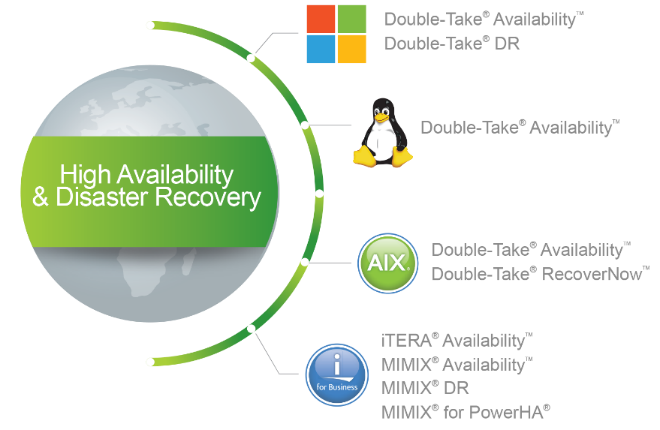 High Availability
& Disaster Recovery
Double-Take® Availability™
Double-Take® DR
Double-Take® Availability™
AIX®
Double-Take® Availability™
Double-Take® RecoverNow™
i
for Business
iTERA® Availability™
MIMIX® Availability™
MIMIX® DR
MIMIX® for PowerHA®